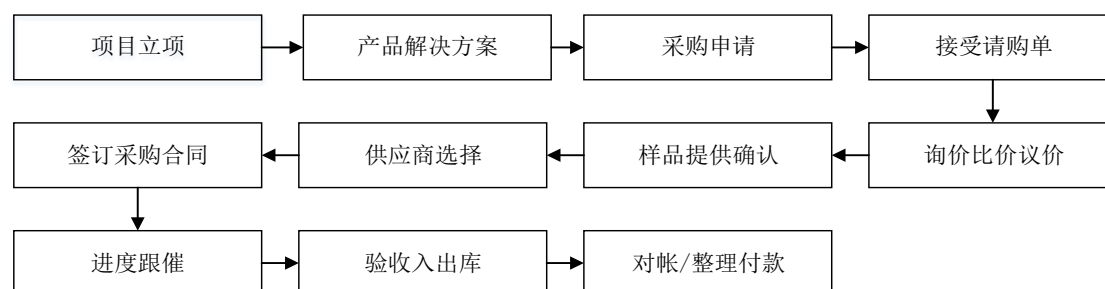 项目立项
产品解决方案
采购申请
接受请购单
询价比价议价
样品提供确认
供应商选择
签订采购合同
进度跟催
验收入出库
对帐/整理付款